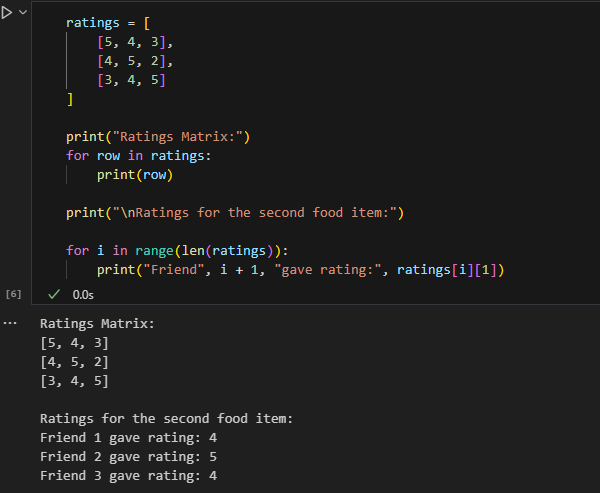 ratings = [
    [5, 4, 3],
    [4, 5, 2],
    [3, 4, 5]
]

print("Ratings Matrix:")
for row in ratings:
    print(row)

print("\nRatings for the second food item:")

for i in range(len(ratings)):
    print("Friend", i + 1, "gave rating:", ratings[i][1])
[6] 0.0s
... Ratings Matrix:
[5, 4, 3]
[4, 5, 2]
[3, 4, 5]

Ratings for the second food item:
Friend 1 gave rating: 4
Friend 2 gave rating: 5
Friend 3 gave rating: 4